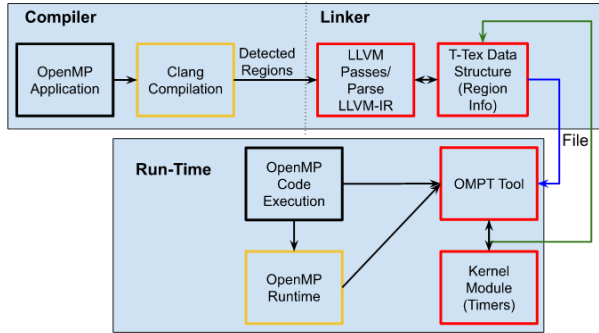 Compiler
Linker
OpenMP
Application
Clang
Compilation
Detected
Regions
LLVM
Passes/
Parse
LLVM-IR
T-Tex Data
Structure
(Region
Info)
File
Run-Time
OpenMP
Code
Execution
OMPT Tool
OpenMP
Runtime
Kernel
Module
(Timers)